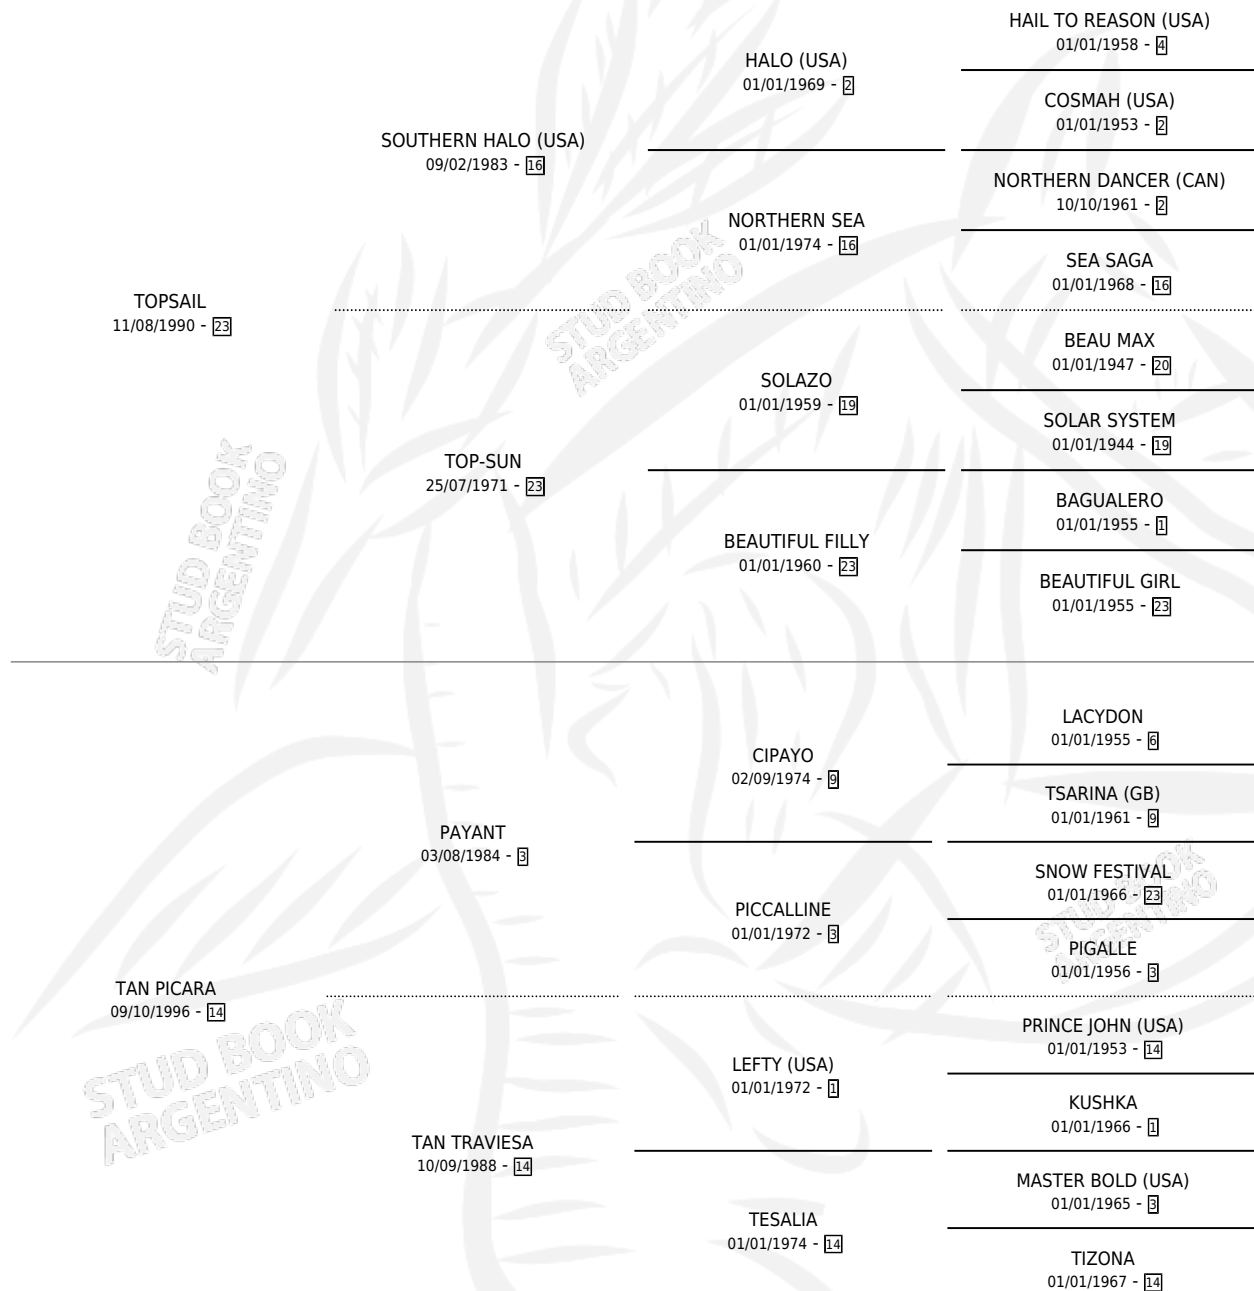 HAIL TO REASON (USA)
01/01/1958 - 4
HALO (USA)
01/01/1969 - 2
COSMAH (USA)
01/01/1953 - 2
SOUTHERN HALO (USA)
09/02/1983 - 16
NORTHERN DANCER (CAN)
10/10/1961 - 2
NORTHERN SEA
01/01/1974 - 16
SEA SAGA
01/01/1968 - 16
STUD BOOK
ARGENTINO
TOPSAIL
11/08/1990 - 23
BEAU MAX
01/01/1947 - 20
SOLAZO
01/01/1959 - 19
SOLAR SYSTEM
01/01/1944 - 19
TOP-SUN
25/07/1971 - 23
BAGUALERO
01/01/1955 - 1
BEAUTIFUL FILLY
01/01/1960 - 23
BEAUTIFUL GIRL
01/01/1955 - 23
STUD BOOK
ARGENTINO
LACYDON
01/01/1955 - 6
CIPAYO
02/09/1974 - 9
TSARINA (GB)
01/01/1961 - 9
PAYANT
03/08/1984 - 3
SNOW FESTIVAL
01/01/1966 - 23
PICCALLINE
01/01/1972 - 3
PIGALLE
01/01/1956 - 3
STUD BOOK
ARGENTINO
TAN PICARA
09/10/1996 - 14
PRINCE JOHN (USA)
01/01/1953 - 14
LEFTY (USA)
01/01/1972 - 1
KUSHKA
01/01/1966 - 1
TAN TRAVIESA
10/09/1988 - 14
MASTER BOLD (USA)
01/01/1965 - 3
TESALIA
01/01/1974 - 14
TIZONA
01/01/1967 - 14
STUD BOOK
ARGENTINO